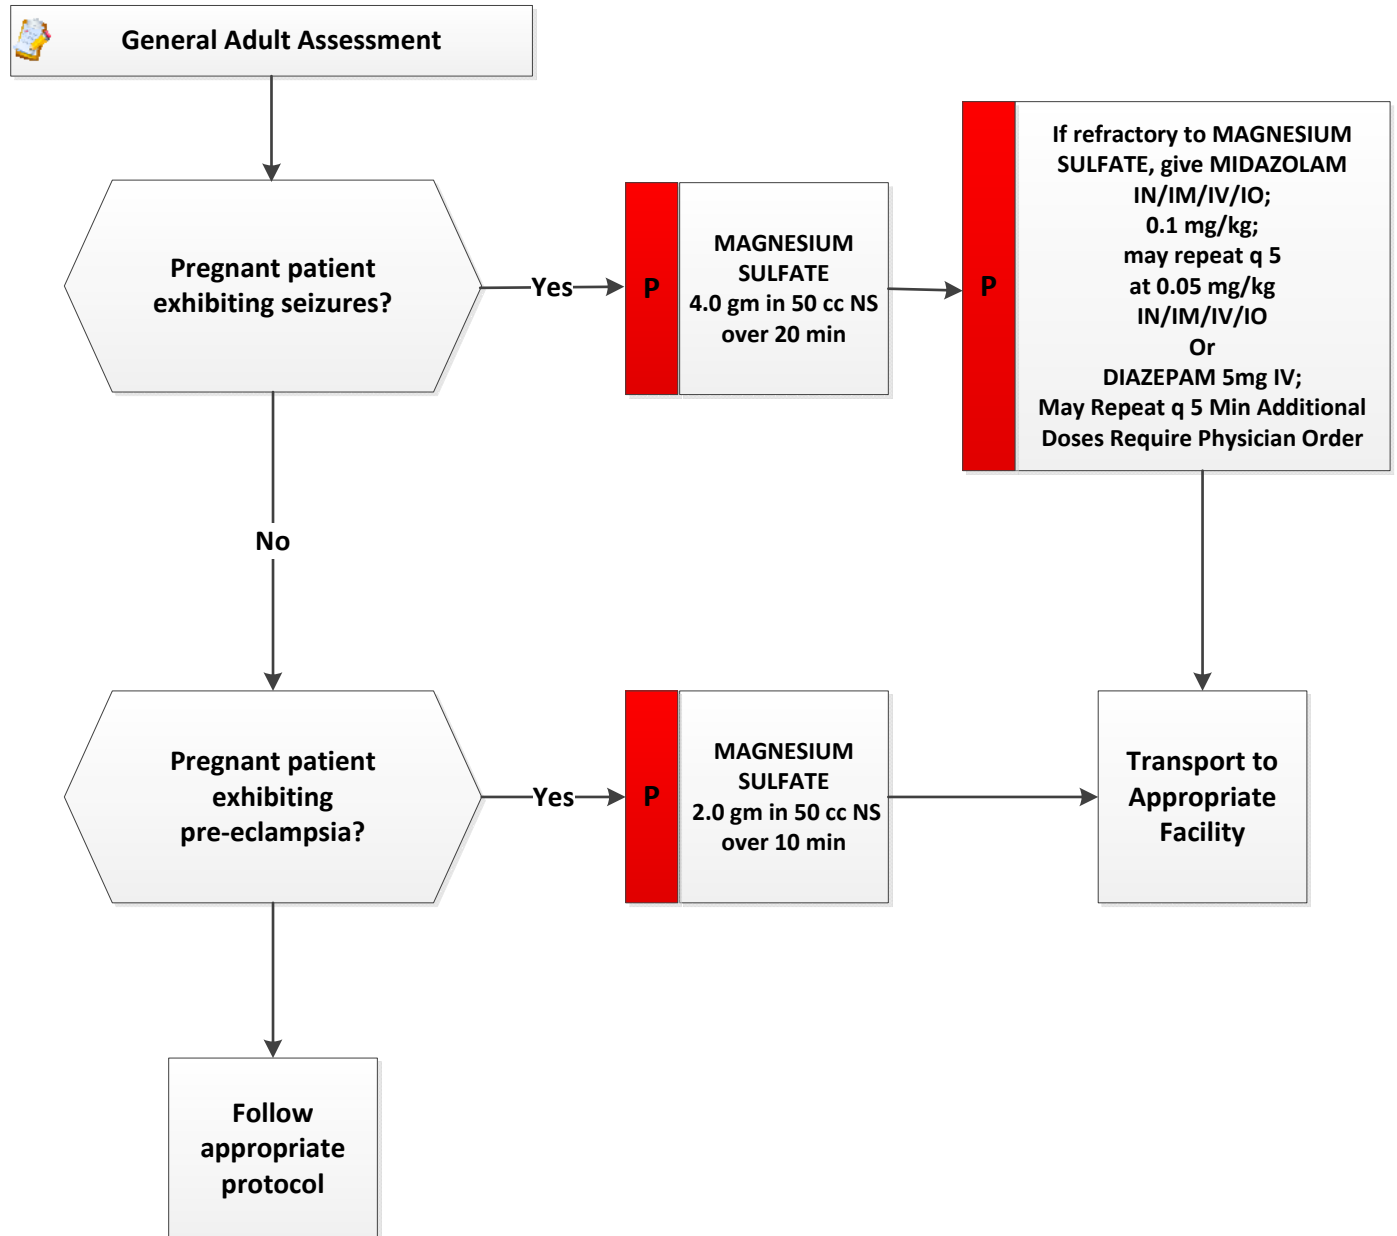 General Adult Assessment
Pregnant patient
exhibiting seizures?
Yes
P
MAGNESIUM
SULFATE
4.0 gm in 50 cc NS
over 20 min
P
If refractory to MAGNESIUM
SULFATE, give MIDAZOLAM
IN/IM/IV/IO;
0.1 mg/kg;
may repeat q 5
at 0.05 mg/kg
IN/IM/IV/IO
Or
DIAZEPAM 5mg IV;
May Repeat q 5 Min Additional
Doses Require Physician Order
No
Pregnant patient
exhibiting
pre-eclampsia?
Yes
P
MAGNESIUM
SULFATE
2.0 gm in 50 cc NS
over 10 min
Transport to
Appropriate
Facility
Follow
appropriate
protocol